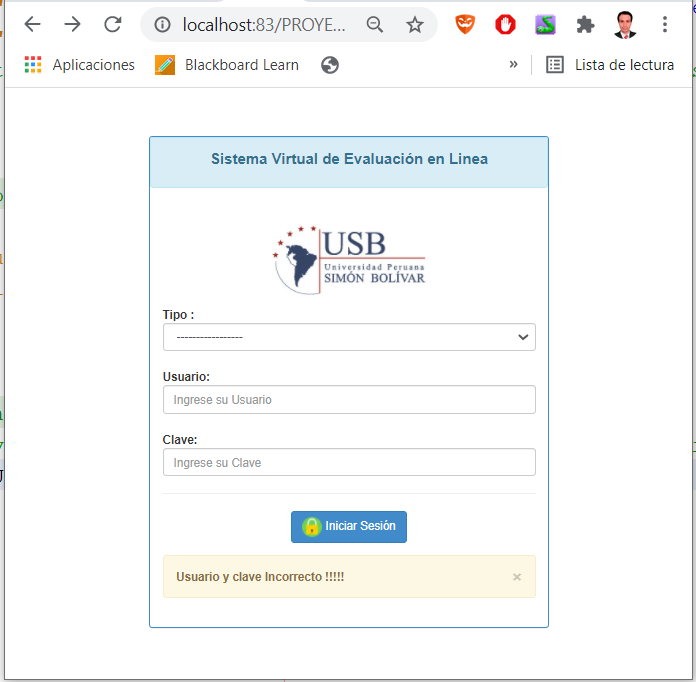 localhost:83/PROYE...
Aplicaciones
Blackboard Learn
»
Lista de lectura
Sistema Virtual de Evaluación en Linea
USB
Universidad Peruana
SIMÓN BOLÍVAR
Tipo :
-----------------
Usuario:
Ingrese su Usuario
Clave:
Ingrese su Clave
Iniciar Sesión
Usuario y clave Incorrecto !!!!! ×